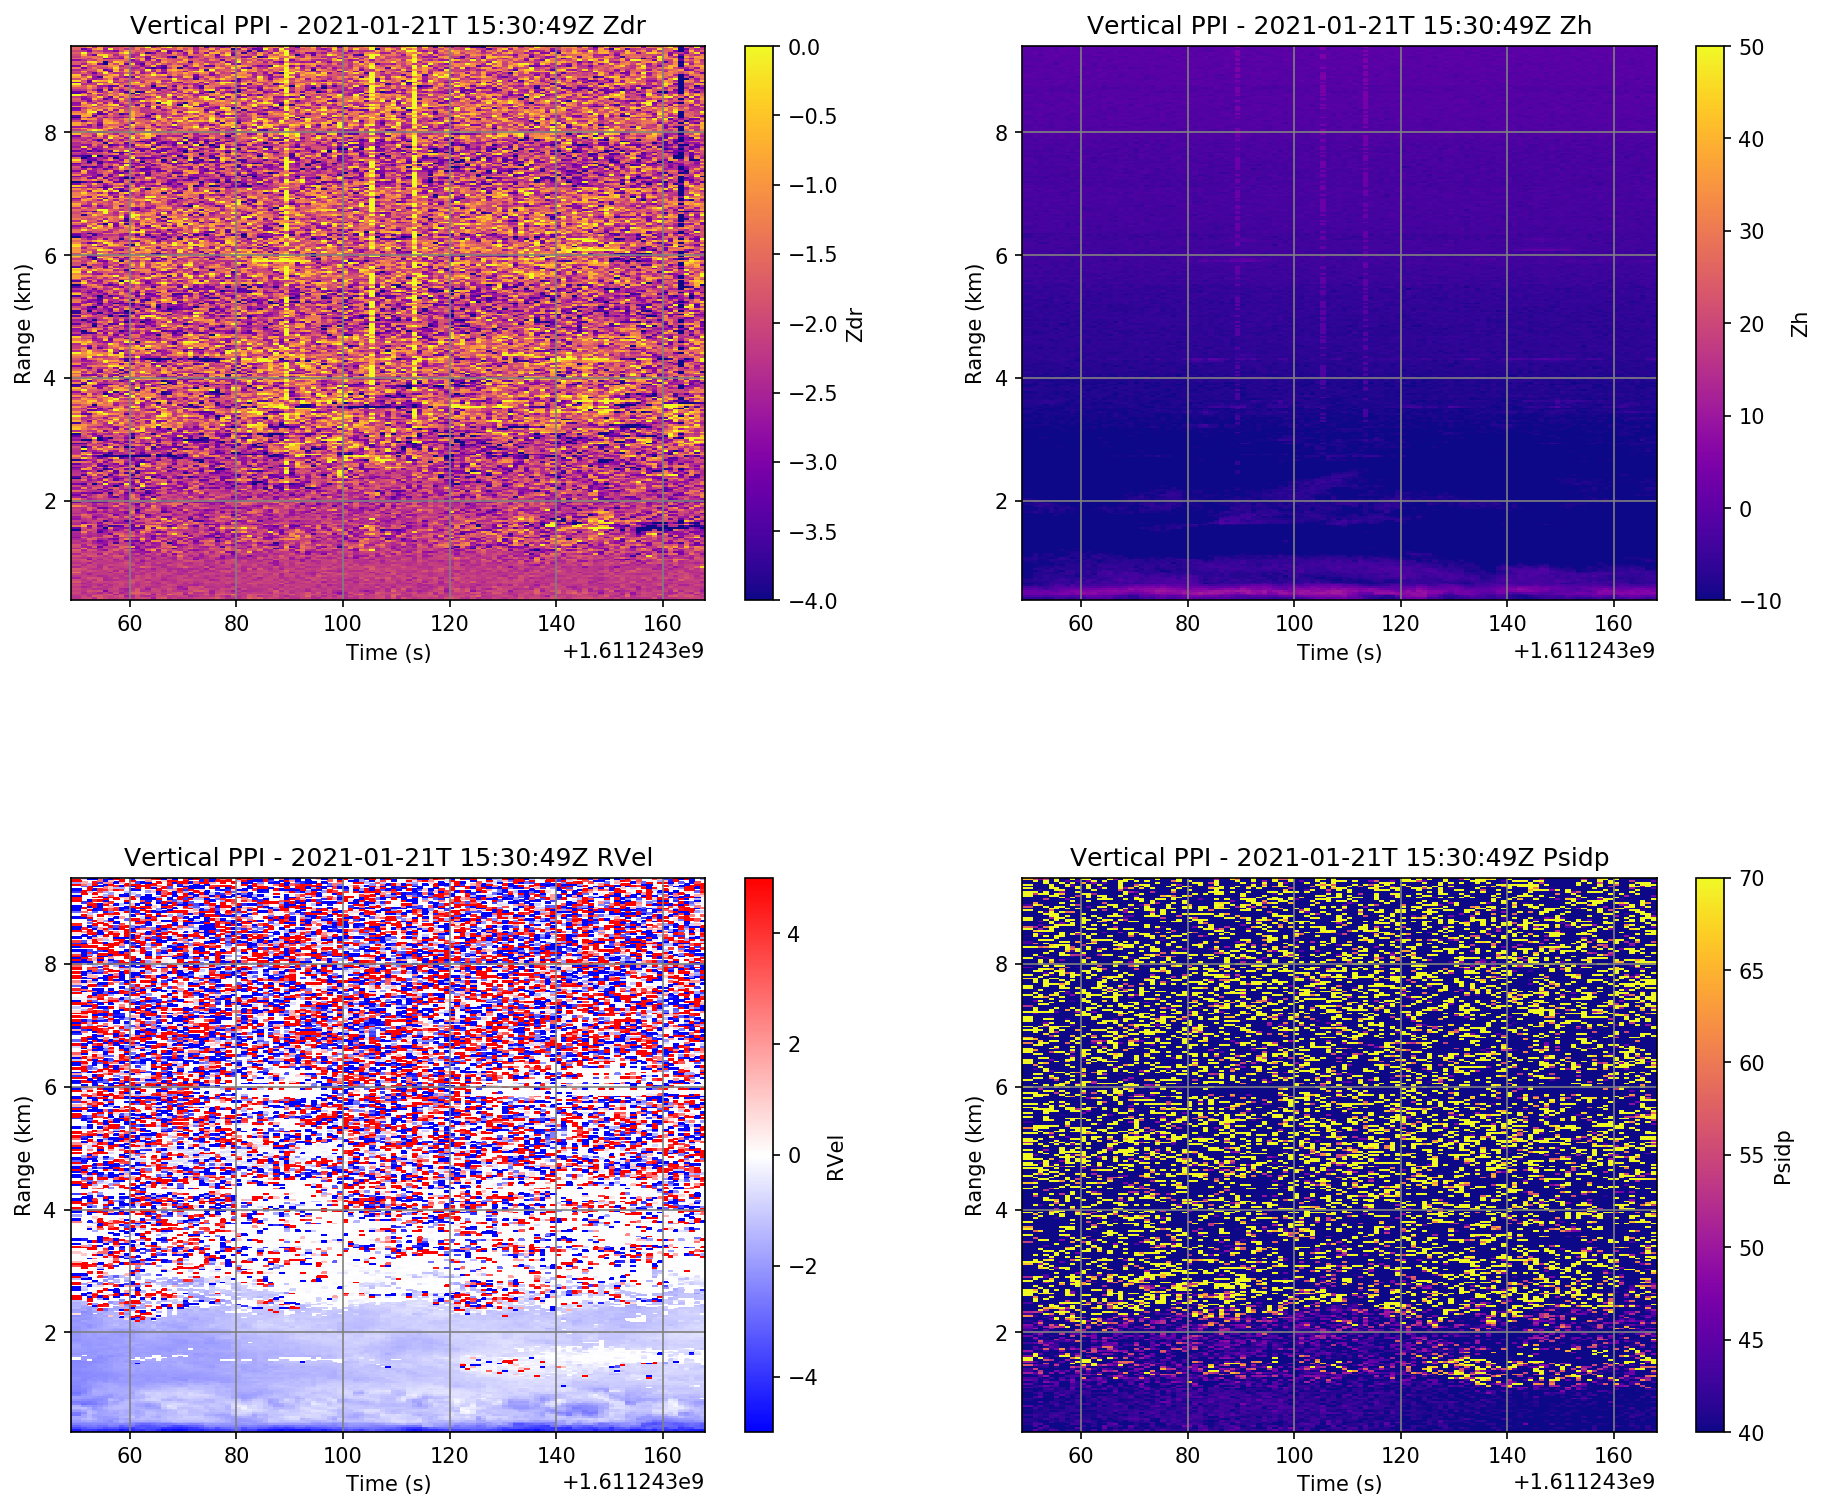 Vertical PPI - 2021-01-21T 15:30:49Z Zdr
8
6
4
2
Range (km)
60 80 100 120 140 160
Time (s)
+1.611243e9
0.0
−0.5
−1.0
−1.5
−2.0
−2.5
−3.0
−3.5
−4.0
Zdr
Vertical PPI - 2021-01-21T 15:30:49Z Zh
8
6
4
2
Range (km)
60 80 100 120 140 160
Time (s)
+1.611243e9
50
40
30
20
10
0
−10
Zh
Vertical PPI - 2021-01-21T 15:30:49Z RVel
8
6
4
2
Range (km)
60 80 100 120 140 160
Time (s)
+1.611243e9
4
2
0
−2
−4
RVel
Vertical PPI - 2021-01-21T 15:30:49Z Psidp
8
6
4
2
Range (km)
60 80 100 120 140 160
Time (s)
+1.611243e9
70
65
60
55
50
45
40
Psidp